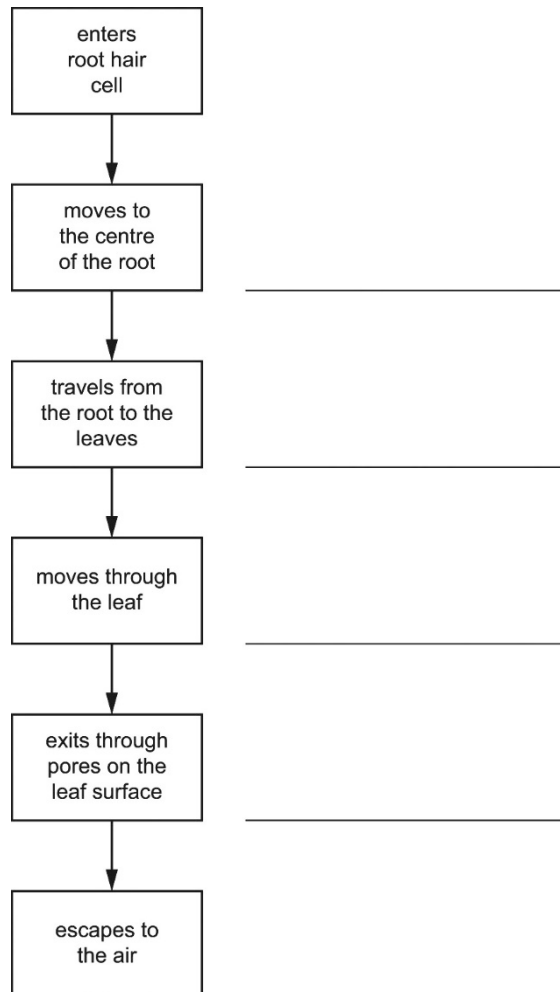 enters
root hair
cell
moves to
the centre
of the root
travels from
the root to the
leaves
moves through
the leaf
exits through
pores on the
leaf surface
escapes to
the air